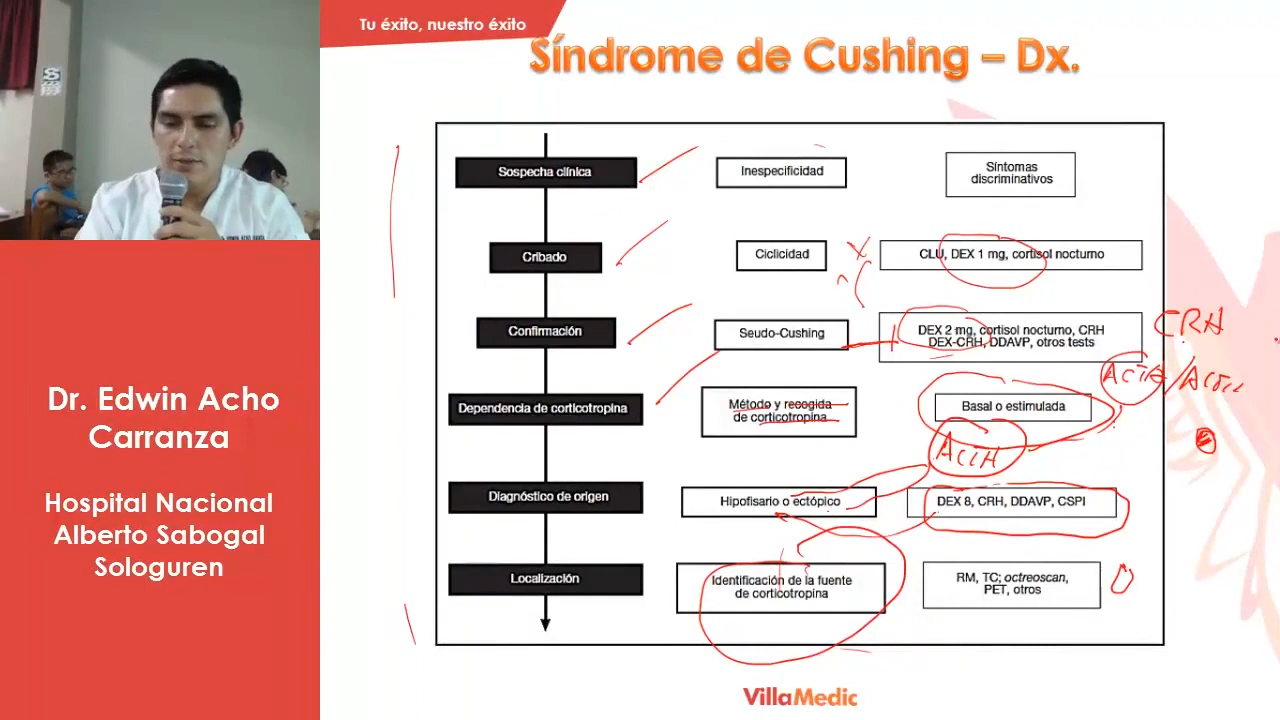 Tu éxito, nuestro éxito
Síndrome de Cushing – Dx.
Sospecha clínica
Inespecificidad
Síntomas
discriminativos
Cribado
Ciclicidad
CLU, DEX 1 mg, cortisol nocturno
Confirmación
Seudo-Cushing
DEX 2 mg, cortisol nocturno, CRH
DEX-CRH, DDAVP, otros tests
CRH
Dependencia de corticotropina
Método y recogida
de corticotropina
Basal o estimulada
ACTH
Diagnóstico de origen
Hipofisario o ectópico
DEX 8, CRH, DDAVP, CSPI
Localización
Identificación de la fuente
de corticotropina
RM, TC; octreoscan,
PET, otros
Dr. Edwin Acho
Carranza
Hospital Nacional
Alberto Sabogal
Sologuren
VillaMedic